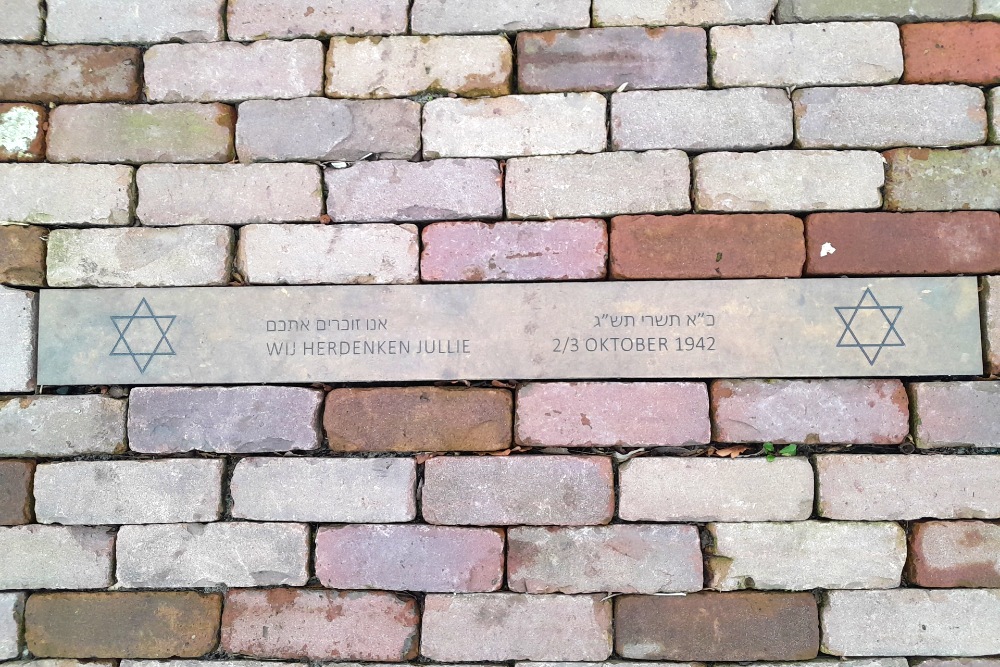 אנו זוכרים אתכם
WIJ HERDENKEN JULLIE
כ״א תשרי תש״ג
2/3 OKTOBER 1942